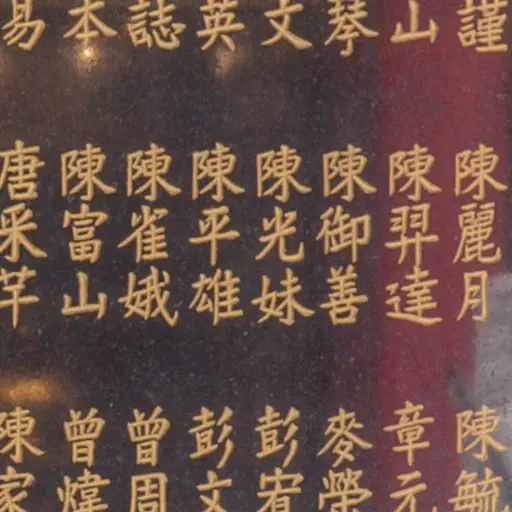 謹
山
琴
文
英
誌
本
易
陳麗月
陳羿達
陳御善
陳光妹
陳平雄
陳雀娥
陳富山
唐采芊
陳毓
章元
麥榮
彭宥
彭文
曾周
曾煒
陳家